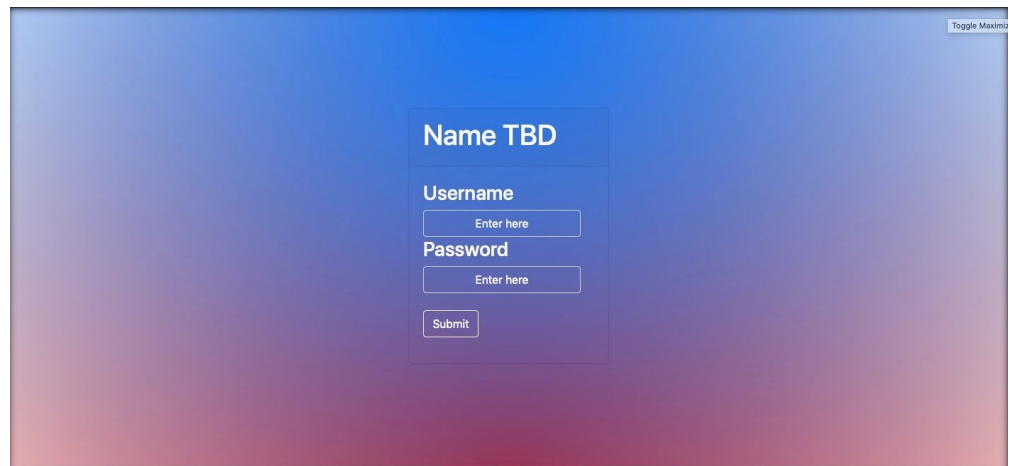 Toggle Maximiz
Name TBD
Username
Enter here
Password
Enter here
Submit